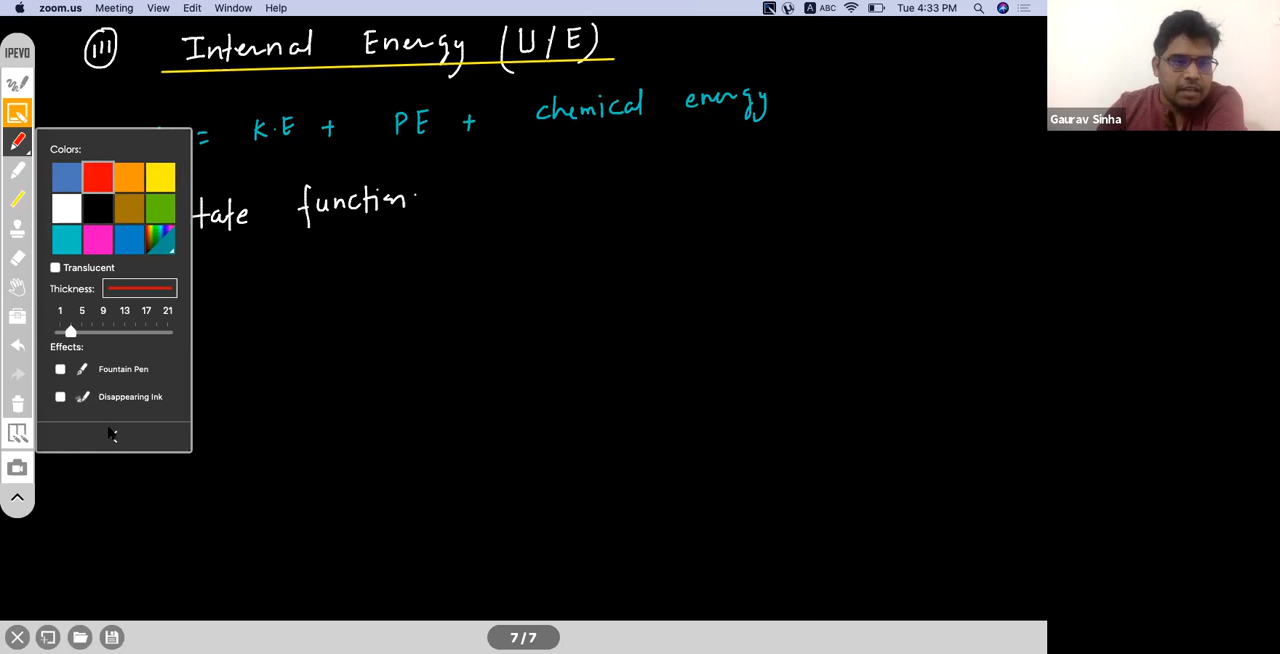 zoom.us Meeting View Edit Window Help A ABC Tue 4:33 PM
IPEVO
(III) Internal Energy (U/E)
= K.E + PE + chemical energy
Gaurav Sinha
Colors:
tate function.
Translucent
Thickness:
1 5 9 13 17 21
Effects:
Fountain Pen
Disappearing Ink
7/7